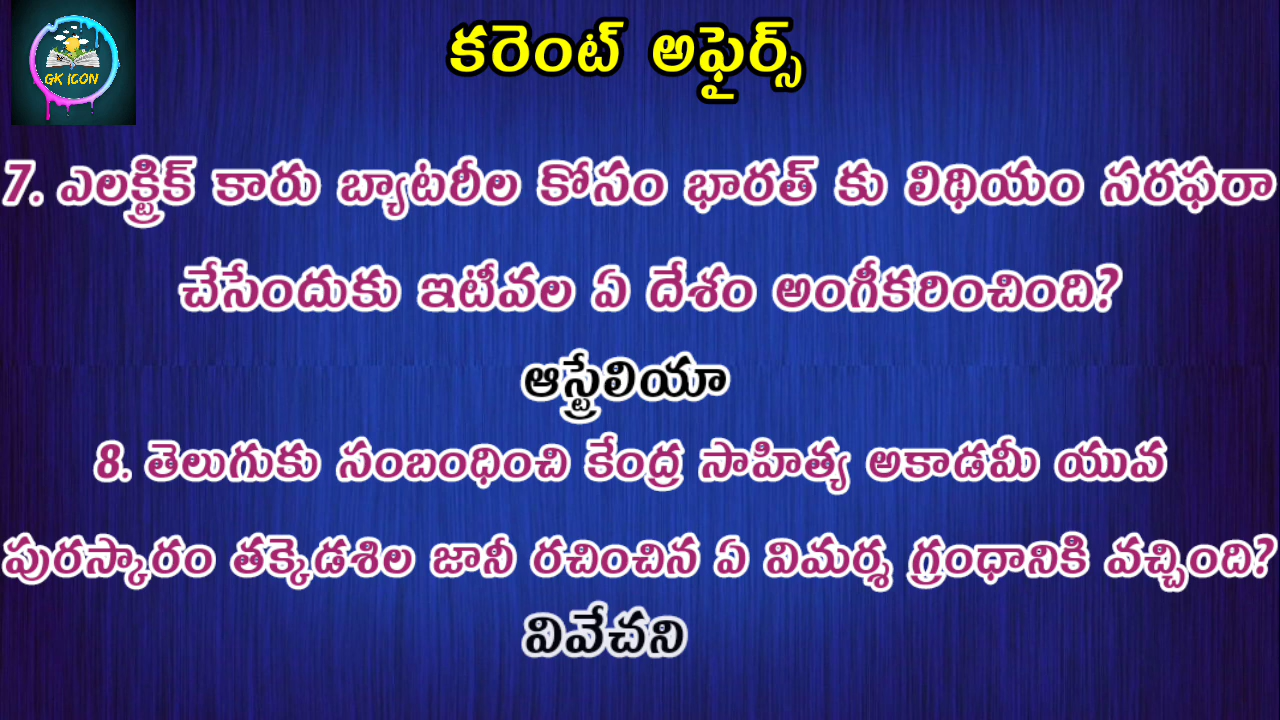 GK ICON
కరెంట్ అఫైర్స్
7. ఎలక్ట్రిక్ కారు బ్యాటరీల కోసం భారత్ కు లిథియం సరఫరా
చేసేందుకు ఇటీవల ఏ దేశం అంగీకరించింది?
ఆస్ట్రేలియా
8. తెలుగుకు సంబంధించి కేంద్ర సాహిత్య అకాడమీ యువ
పురస్కారం తక్కెడశిల జానీ రచించిన ఏ విమర్శ గ్రంథానికి వచ్చింది?
వివేచని